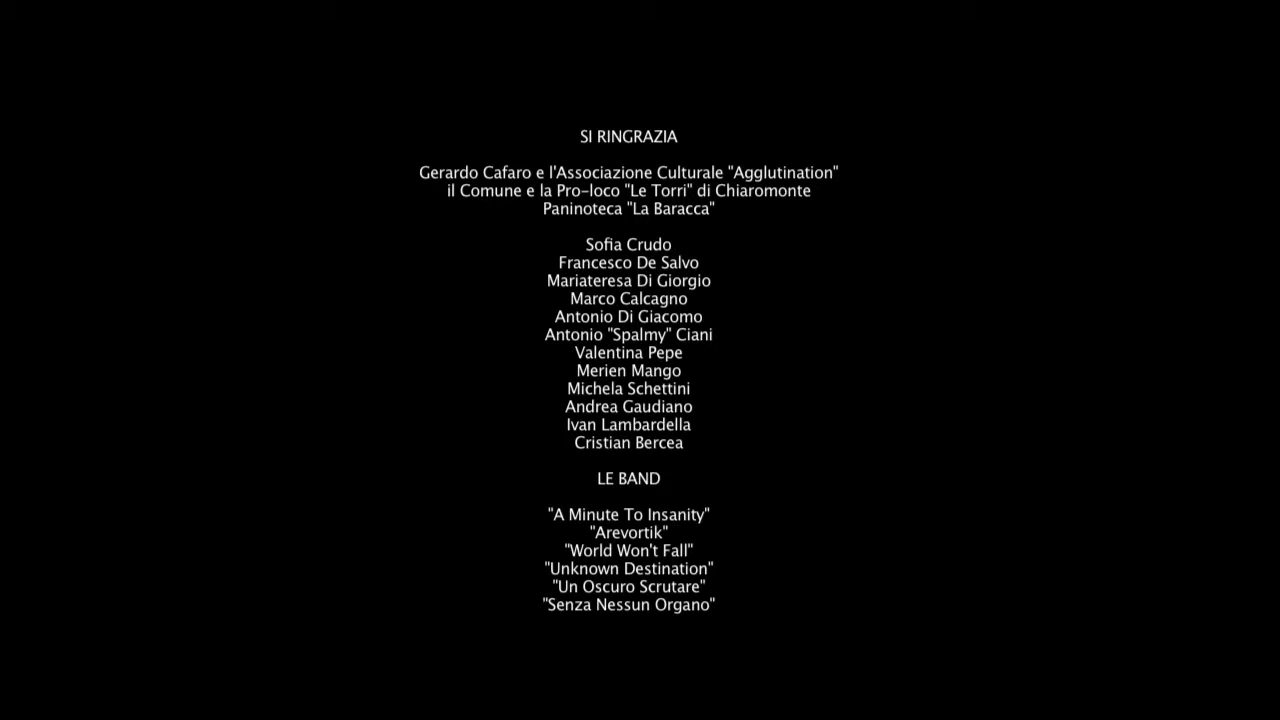 SI RINGRAZIA
Gerardo Cafaro e l'Associazione Culturale "Agglutination"
il Comune e la Pro-loco "Le Torri" di Chiaromonte
Paninoteca "La Baracca"
Sofia Crudo
Francesco De Salvo
Mariateresa Di Giorgio
Marco Calcagno
Antonio Di Giacomo
Antonio "Spalmy" Ciani
Valentina Pepe
Merien Mango
Michela Schettini
Andrea Gaudiano
Ivan Lambardella
Cristian Bercea
LE BAND
"A Minute To Insanity"
"Arevortik"
"World Won't Fall"
"Unknown Destination"
"Un Oscuro Scrutare"
"Senza Nessun Organo"